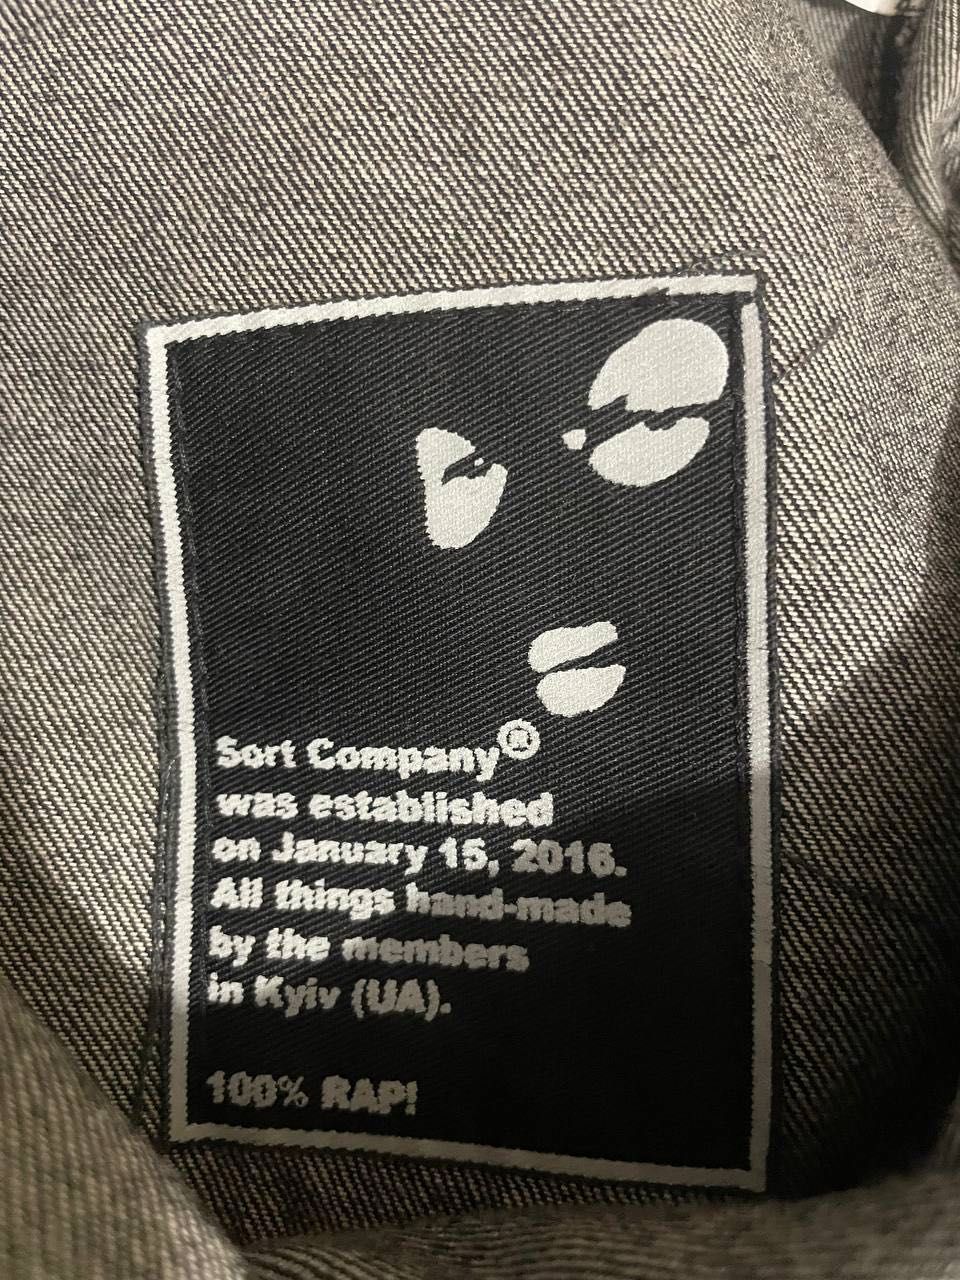 Sort Company®
was established
on January 15, 2016.
All things hand-made
by the members
in Kyiv (UA).
100% RAP!